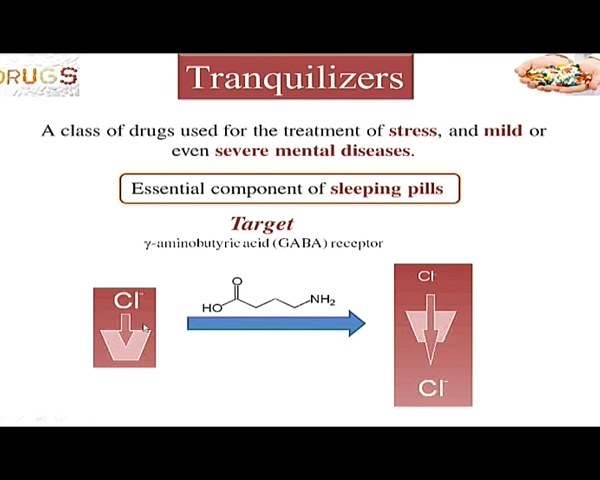 DRUGS
Tranquilizers
A class of drugs used for the treatment of stress, and mild or
even severe mental diseases.
Essential component of sleeping pills
Target
γ-aminobutyric acid (GABA) receptor
Cl⁻
O
HO
NH₂
Cl⁻
Cl⁻